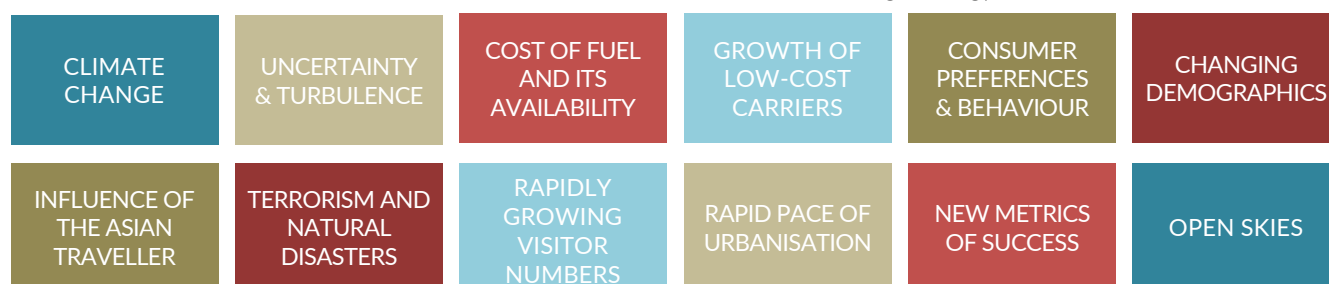 CLIMATE
CHANGE
UNCERTAINTY
& TURBULENCE
COST OF FUEL
AND ITS
AVAILABILITY
GROWTH OF
LOW-COST
CARRIERS
CONSUMER
PREFERENCES
& BEHAVIOUR
CHANGING
DEMOGRAPHICS
INFLUENCE OF
THE ASIAN
TRAVELLER
TERRORISM AND
NATURAL
DISASTERS
RAPIDLY
GROWING
VISITOR
NUMBERS
RAPID PACE OF
URBANISATION
NEW METRICS
OF SUCCESS
OPEN SKIES